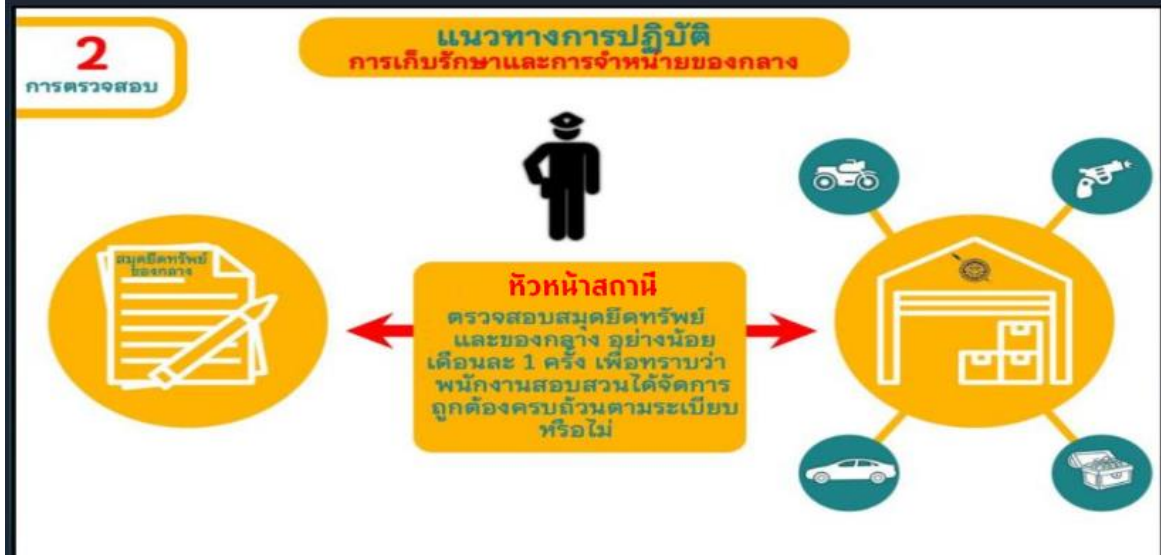 2
การตรวจสอบ
แนวทางการปฏิบัติ
การเก็บรักษาและการจำหน่ายของกลาง
สมุดยึดทรัพย์
ของกลาง
หัวหน้าสถานี
ตรวจสอบสมุดยึดทรัพย์
และของกลาง อย่างน้อย
เดือนละ 1 ครั้ง เพื่อทราบว่า
พนักงานสอบสวนได้จัดการ
ถูกต้องครบถ้วนตามระเบียบ
หรือไม่